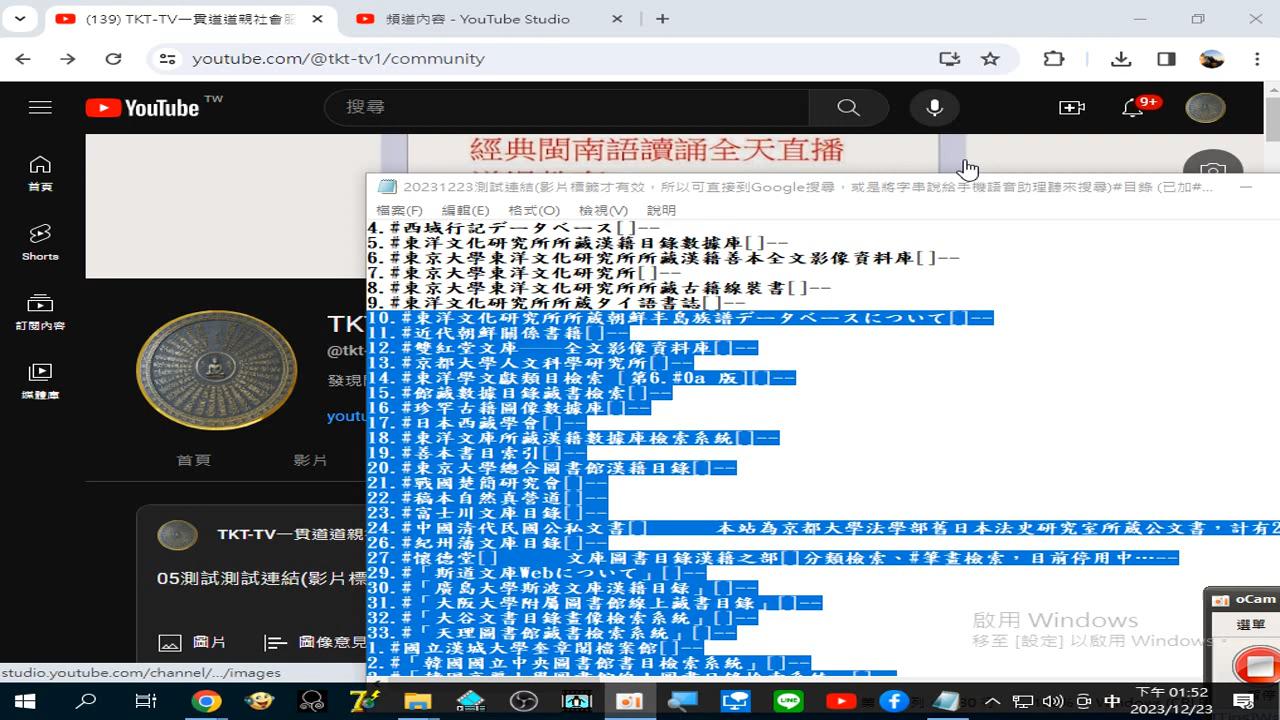 (139) TKT-TV一貫道道親社會服
頻道內容 - YouTube Studio
youtube.com/@tkt-tv1/community
YouTube TW
搜尋
9+
經典閩南語讀誦全天直播
首頁
Shorts
訂閱內容
媒體庫
20231223測試連結(影片標籤才有效，所以可直接到Google搜尋，或是將字串說給手機語音助理聽來搜尋)#目錄 (已加#...
檔案(F) 編輯(E) 格式(O) 檢視(V) 說明
4.#西域行記データベース[]--
5.#東洋文化研究所所藏漢籍目錄數據庫[]--
6.#東京大學東洋文化研究所所藏漢籍善本全文影像資料庫[]--
7.#東京大學東洋文化研究所[]--
8.#東京大學東洋文化研究所所藏古籍線裝書[]--
9.#東洋文化研究所所蔵タイ語書誌[]--
10.#東洋文化研究所所蔵朝鮮半島族譜データベースについて[]--
11.#近代朝鮮關係書籍[]--
12.#雙紅堂文庫——全文影像資料庫[]--
13.#京都大學人文科學研究所[]--
14.#東洋學文獻類目檢索 [第6.#0a 版][]--
15.#館藏數據目錄藏書檢索[]--
16.#珍罕古籍圖像數據庫[]--
17.#日本西藏學會[]--
18.#東洋文庫所藏漢籍數據庫檢索系統[]--
19.#善本書目索引[]--
20.#東京大學總合圖書館漢籍目錄[]--
21.#戰國楚簡研究會[]--
22.#稿本自然真營道[]--
23.#富士川文庫目錄[]--
24.#中國清代民國公私文書[] 本站為京都大學法學部舊日本法史研究室所蔵公文書，計有2
26.#紀州藩文庫目錄[]--
27.#懷德堂[] 文庫圖書目錄漢籍之部[]分類檢索、#筆畫檢索，目前停用中…--
29.#「斯道文庫Webについて」[]--
30.#「廣島大學斯波文庫漢籍目録」[]--
31.#「大阪大學附屬圖書館線上藏書目錄」[]--
32.#「大谷文書目錄畫像檢索系統」[]--
33.#「天理圖書館藏書檢索系統」[]--
1.#國立漢城大學奎章閣檔案館[]--
2.#「韓國國立中央圖書館書目檢索系統」[]--
TK
@tkt-
發現
youtu
首頁 影片
TKT-TV一貫道道親
05測試測試連結(影片標
圖片 圖像意見
studio.youtube.com/channel/.../images
啟用 Windows
移至 [設定] 以啟用 Windows。
oCam
選單
中
下午 01:52
2023/12/23